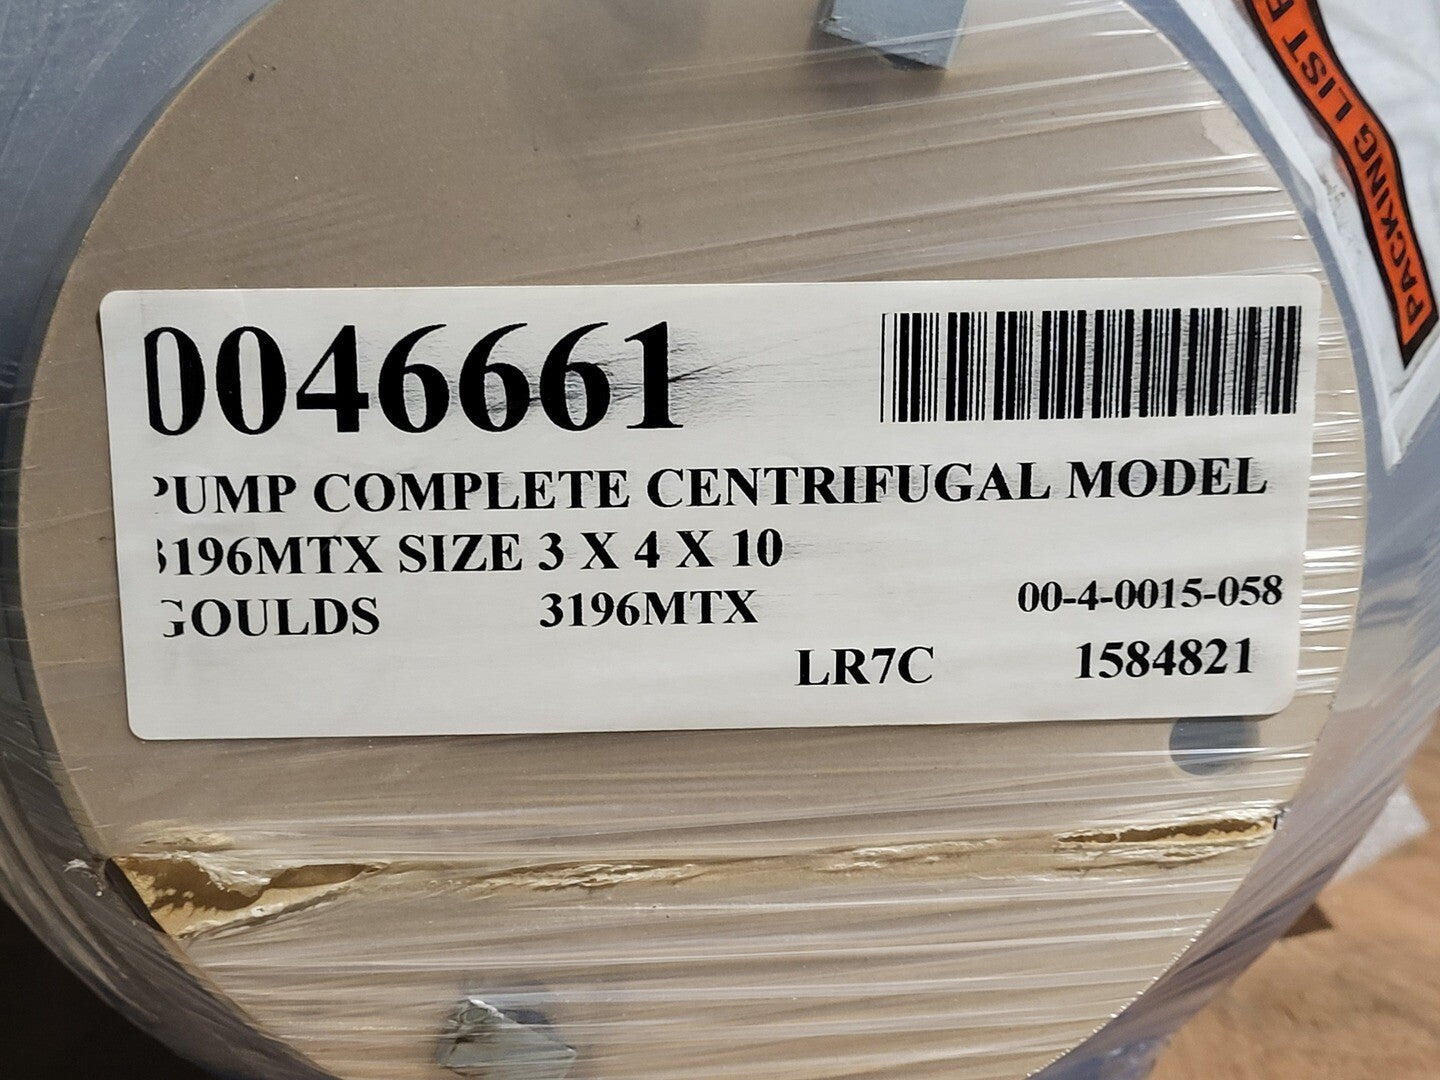 PACKING LIST E
0046661
PUMP COMPLETE CENTRIFUGAL MODEL
3196MTX SIZE 3 X 4 X 10
GOULDS 3196MTX 00-4-0015-058
LR7C 1584821